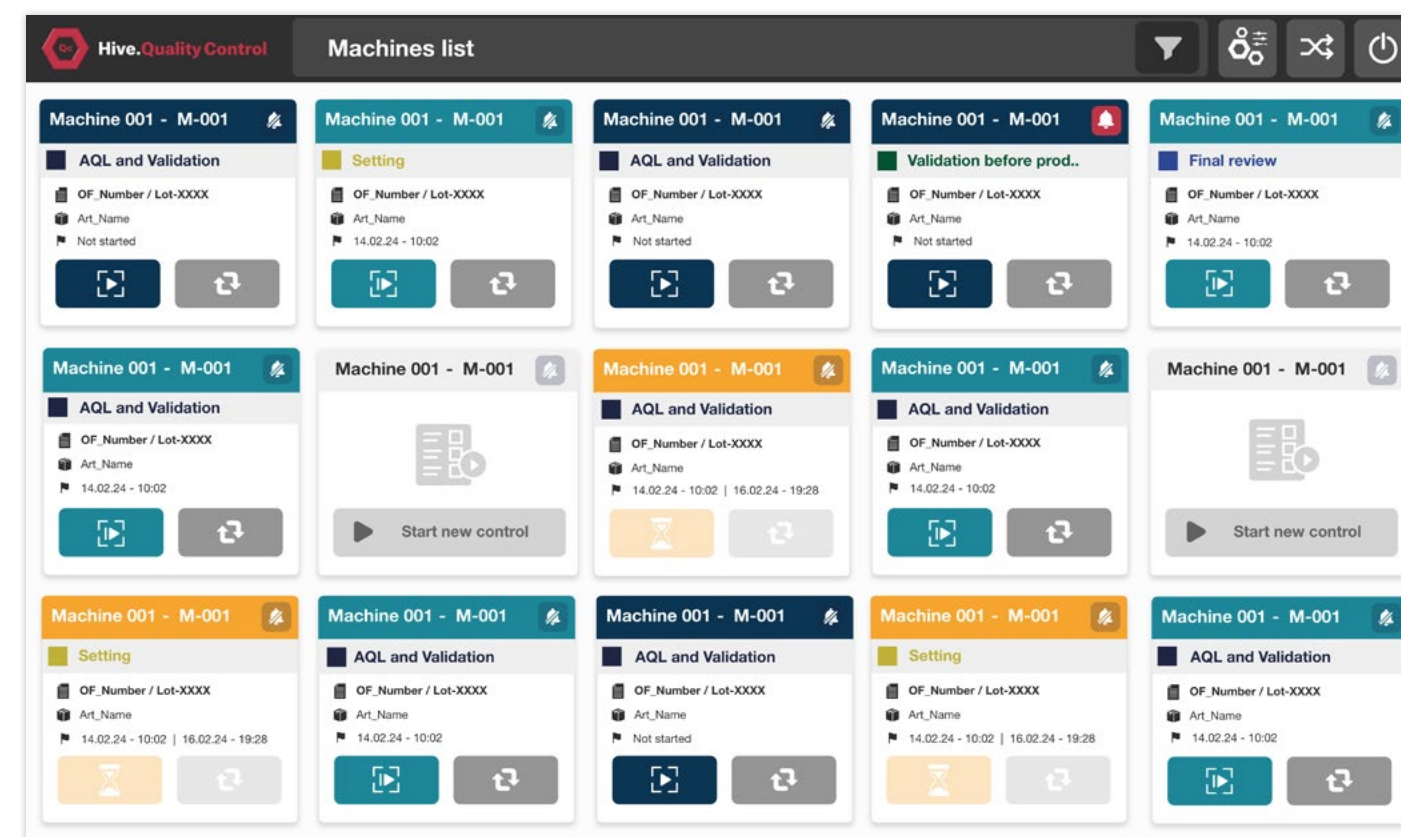 Qc Hive.Quality Control Machines list
Machine 001 - M-001
AQL and Validation
OF_Number / Lot-XXXX
Art_Name
Not started
Machine 001 - M-001
Setting
OF_Number / Lot-XXXX
Art_Name
14.02.24 - 10:02
Machine 001 - M-001
AQL and Validation
OF_Number / Lot-XXXX
Art_Name
Not started
Machine 001 - M-001
Validation before prod..
OF_Number / Lot-XXXX
Art_Name
Not started
Machine 001 - M-001
Final review
OF_Number / Lot-XXXX
Art_Name
14.02.24 - 10:02
Machine 001 - M-001
AQL and Validation
OF_Number / Lot-XXXX
Art_Name
14.02.24 - 10:02
Machine 001 - M-001
Start new control
Machine 001 - M-001
AQL and Validation
OF_Number / Lot-XXXX
Art_Name
14.02.24 - 10:02 | 16.02.24 - 19:28
Machine 001 - M-001
AQL and Validation
OF_Number / Lot-XXXX
Art_Name
14.02.24 - 10:02
Machine 001 - M-001
Start new control
Machine 001 - M-001
Setting
OF_Number / Lot-XXXX
Art_Name
14.02.24 - 10:02 | 16.02.24 - 19:28
Machine 001 - M-001
AQL and Validation
OF_Number / Lot-XXXX
Art_Name
14.02.24 - 10:02
Machine 001 - M-001
AQL and Validation
OF_Number / Lot-XXXX
Art_Name
Not started
Machine 001 - M-001
Setting
OF_Number / Lot-XXXX
Art_Name
14.02.24 - 10:02 | 16.02.24 - 19:28
Machine 001 - M-001
AQL and Validation
OF_Number / Lot-XXXX
Art_Name
14.02.24 - 10:02